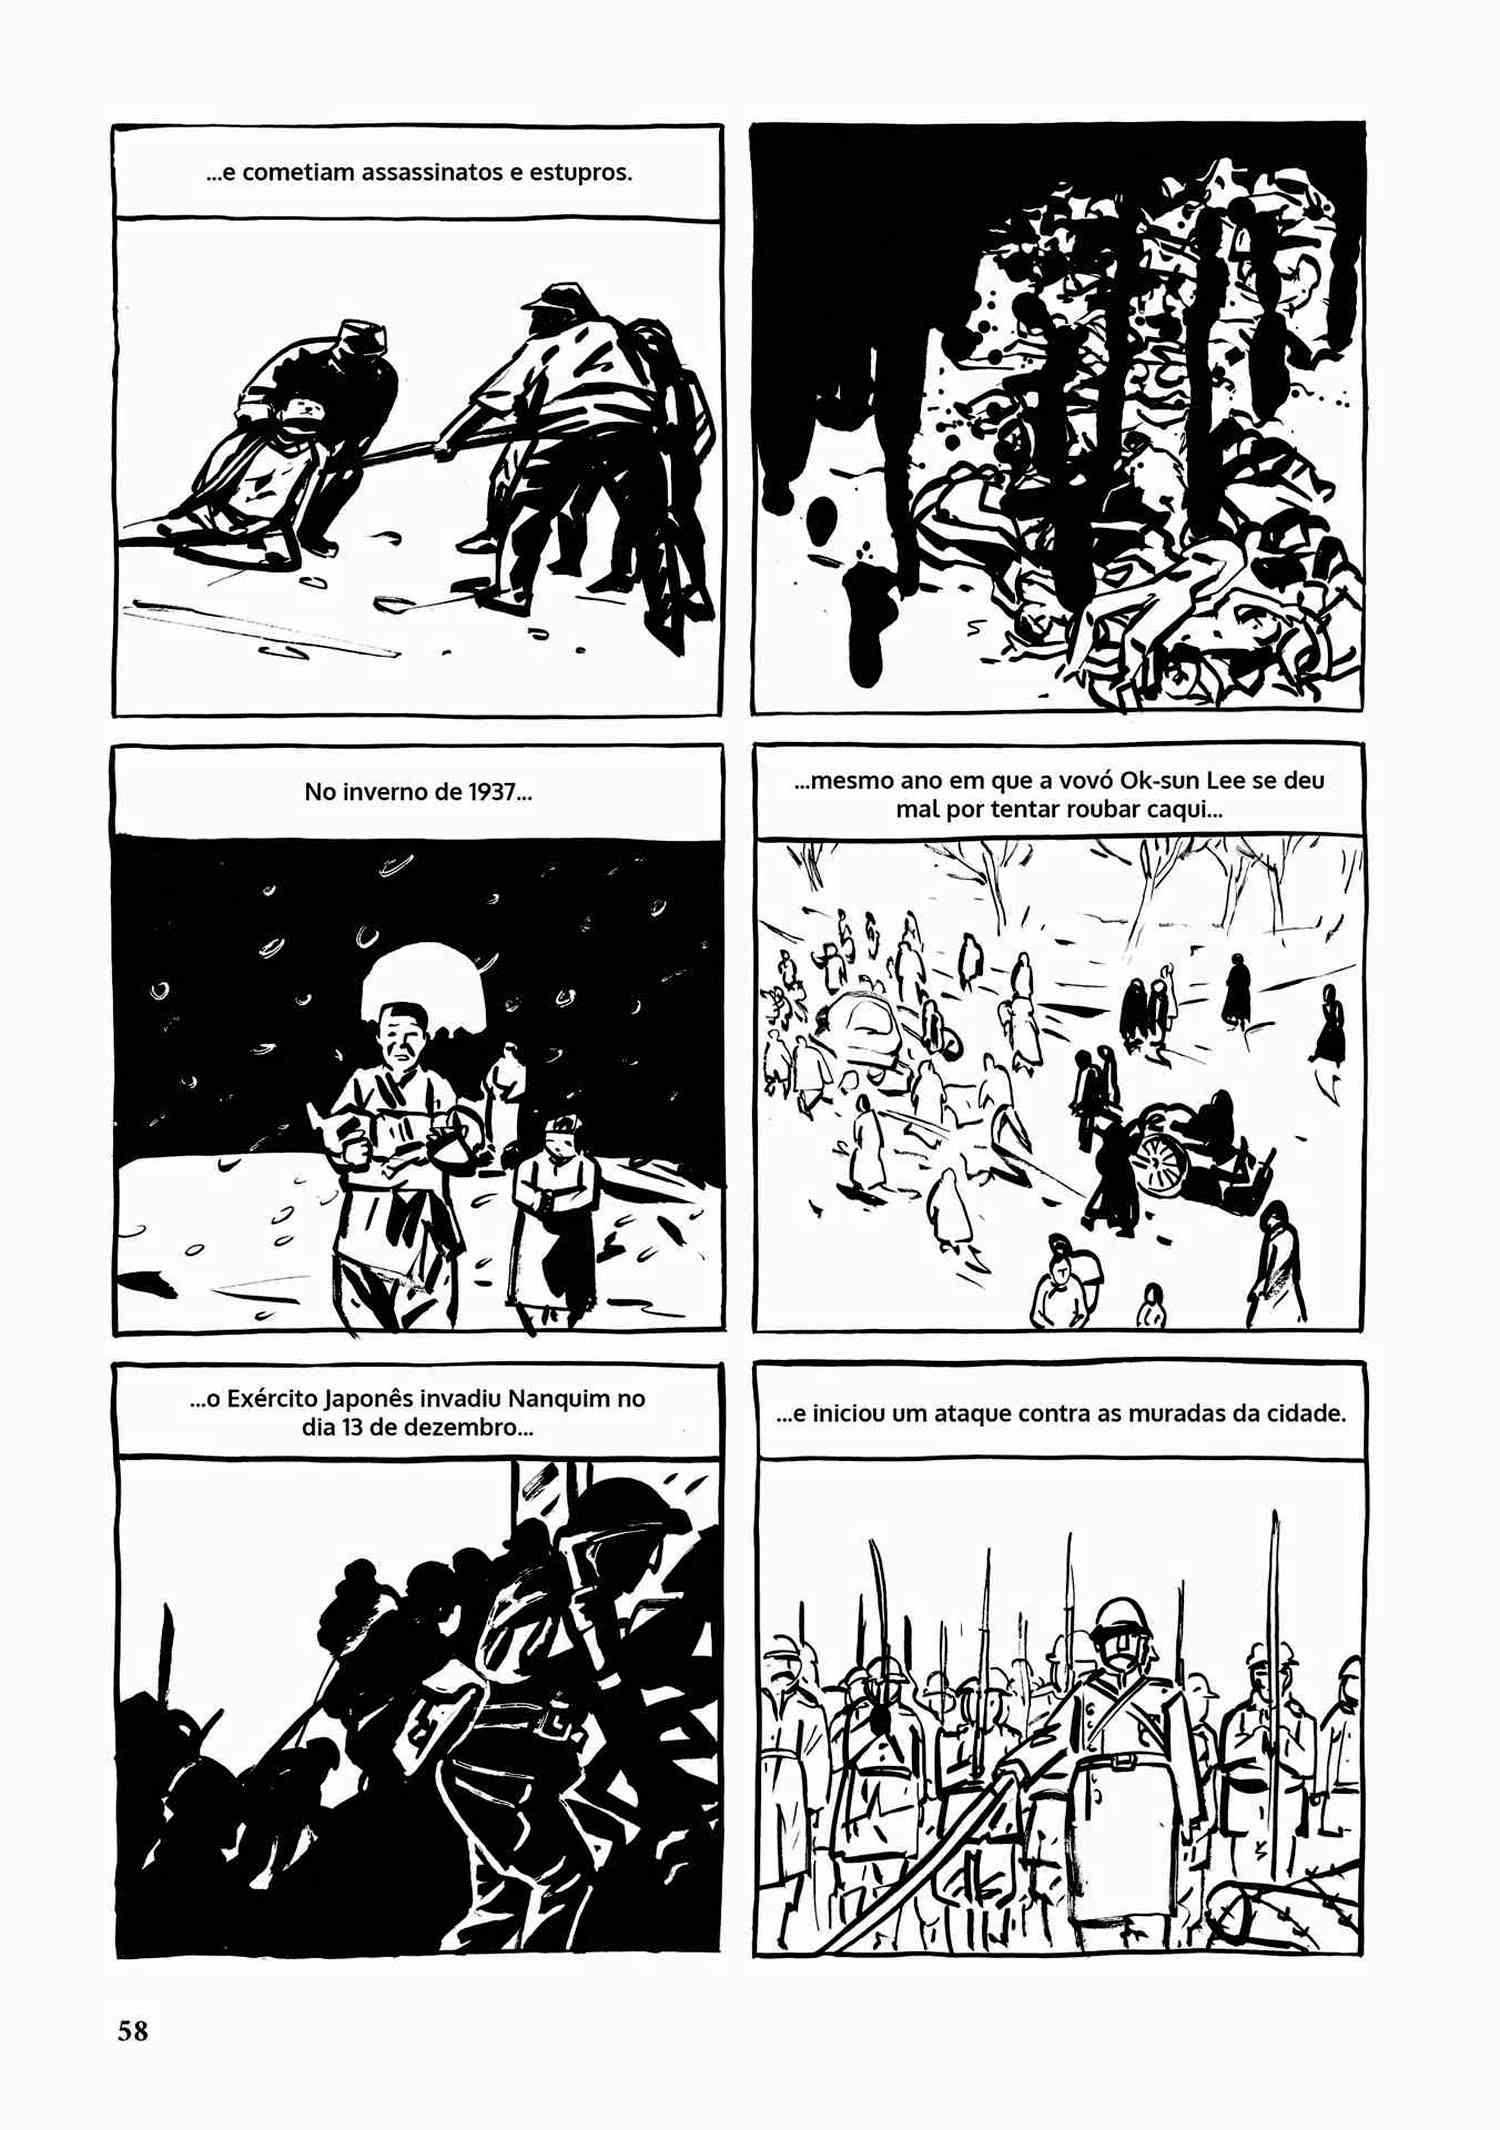 ...e cometiam assassinatos e estupros.
No inverno de 1937...
...mesmo ano em que a vovó Ok-sun Lee se deu
mal por tentar roubar caqui...
...o Exército Japonês invadiu Nanquim no
dia 13 de dezembro...
...e iniciou um ataque contra as muradas da cidade.
58